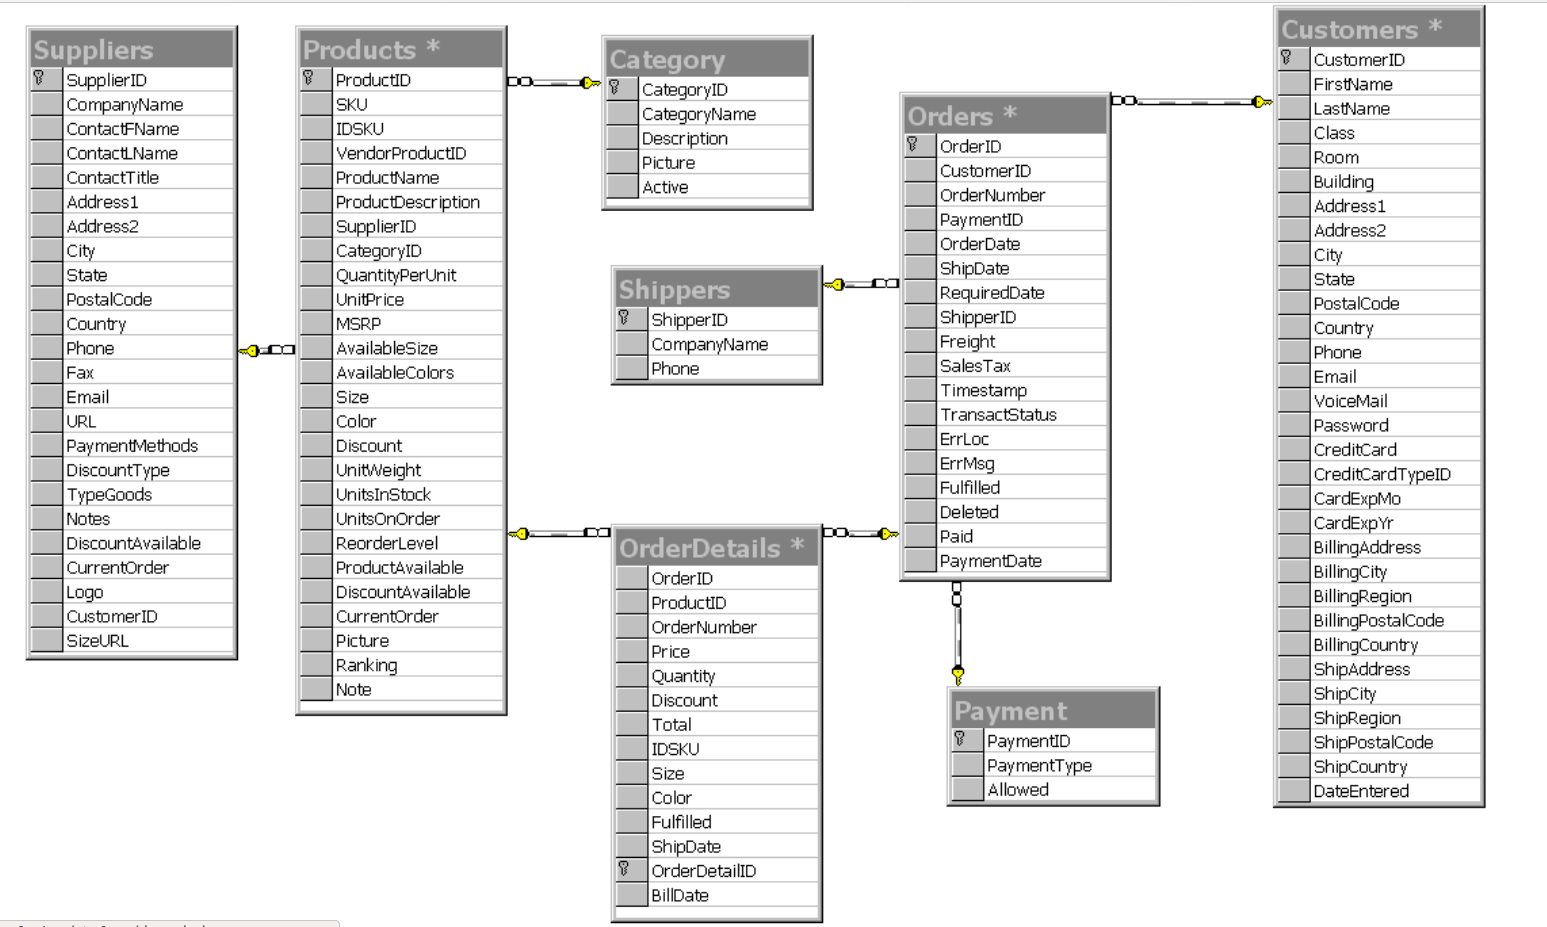 Suppliers
SupplierID
CompanyName
ContactFName
ContactLName
ContactTitle
Address1
Address2
City
State
PostalCode
Country
Phone
Fax
Email
URL
PaymentMethods
DiscountType
TypeGoods
Notes
DiscountAvailable
CurrentOrder
Logo
CustomerID
SizeURL
Products *
ProductID
SKU
IDSKU
VendorProductID
ProductName
ProductDescription
SupplierID
CategoryID
QuantityPerUnit
UnitPrice
MSRP
AvailableSize
AvailableColors
Size
Color
Discount
UnitWeight
UnitsInStock
UnitsOnOrder
ReorderLevel
ProductAvailable
DiscountAvailable
CurrentOrder
Picture
Ranking
Note
Category
CategoryID
CategoryName
Description
Picture
Active
Shippers
ShipperID
CompanyName
Phone
OrderDetails *
OrderID
ProductID
OrderNumber
Price
Quantity
Discount
Total
IDSKU
Size
Color
Fulfilled
ShipDate
OrderDetailID
BillDate
Orders *
OrderID
CustomerID
OrderNumber
PaymentID
OrderDate
ShipDate
RequiredDate
ShipperID
Freight
SalesTax
Timestamp
TransactStatus
ErrLoc
ErrMsg
Fulfilled
Deleted
Paid
PaymentDate
Payment
PaymentID
PaymentType
Allowed
Customers *
CustomerID
FirstName
LastName
Class
Room
Building
Address1
Address2
City
State
PostalCode
Country
Phone
Email
VoiceMail
Password
CreditCard
CreditCardTypeID
CardExpMo
CardExpYr
BillingAddress
BillingCity
BillingRegion
BillingPostalCode
BillingCountry
ShipAddress
ShipCity
ShipRegion
ShipPostalCode
ShipCountry
DateEntered